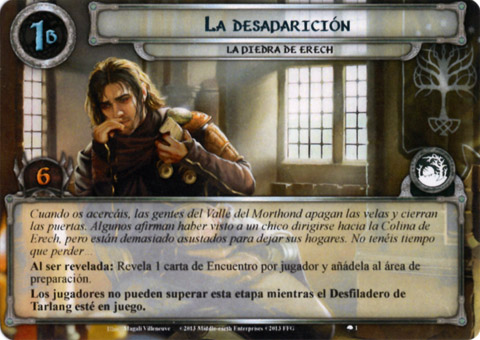 1B
LA DESAPARICIÓN
LA PIEDRA DE ERECH
6
Cuando os acercáis, las gentes del Valle del Morthond apagan las velas y cierran
las puertas. Algunos afirman haber visto a un chico dirigirse hacia la Colina de
Erech, pero están demasiado asustados para dejar sus hogares. No tenéis tiempo
que perder...
Al ser revelada: Revela 1 carta de Encuentro por jugador y añádela al área de
preparación.
Los jugadores no pueden superar esta etapa mientras el Desfiladero de
Tarlang esté en juego.
Ilus. Magali Villeneuve ©2013 Middle-earth Enterprises ©2013 FFG 1